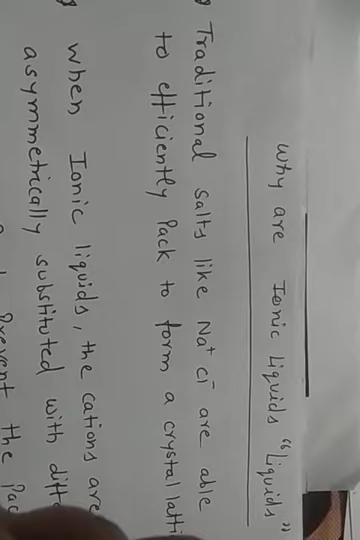 Why are Ionic Liquids "Liquids"
Traditional salts like Na⁺ Cl⁻ are able
to efficiently Pack to form a crystal
When Ionic liquids, the cations are
asymmetrically substituted with
Prevent the